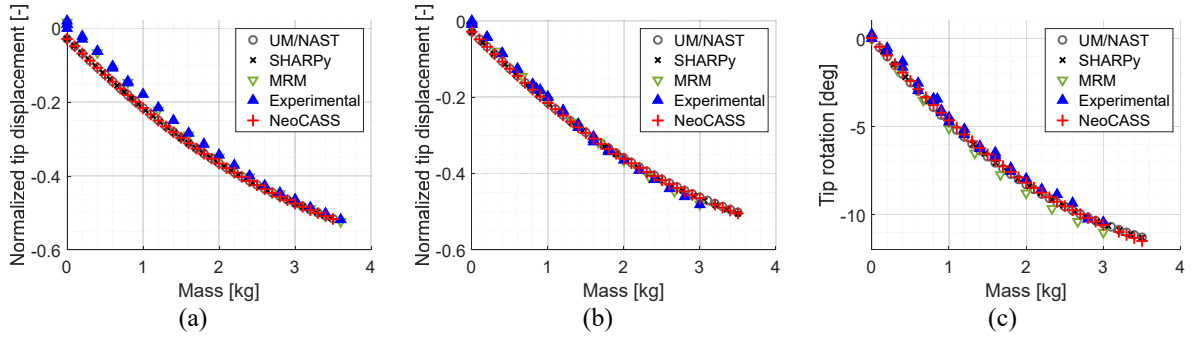 Normalized tip displacement [-]
0
-0.2
-0.4
-0.6
0 1 2 3 4
Mass [kg]
UM/NAST
SHARPy
MRM
Experimental
NeoCASS
(a)
Normalized tip displacement [-]
0
-0.2
-0.4
-0.6
0 1 2 3 4
Mass [kg]
UM/NAST
SHARPy
MRM
Experimental
NeoCASS
(b)
Tip rotation [deg]
0
-5
-10
0 1 2 3 4
Mass [kg]
UM/NAST
SHARPy
MRM
Experimental
NeoCASS
(c)